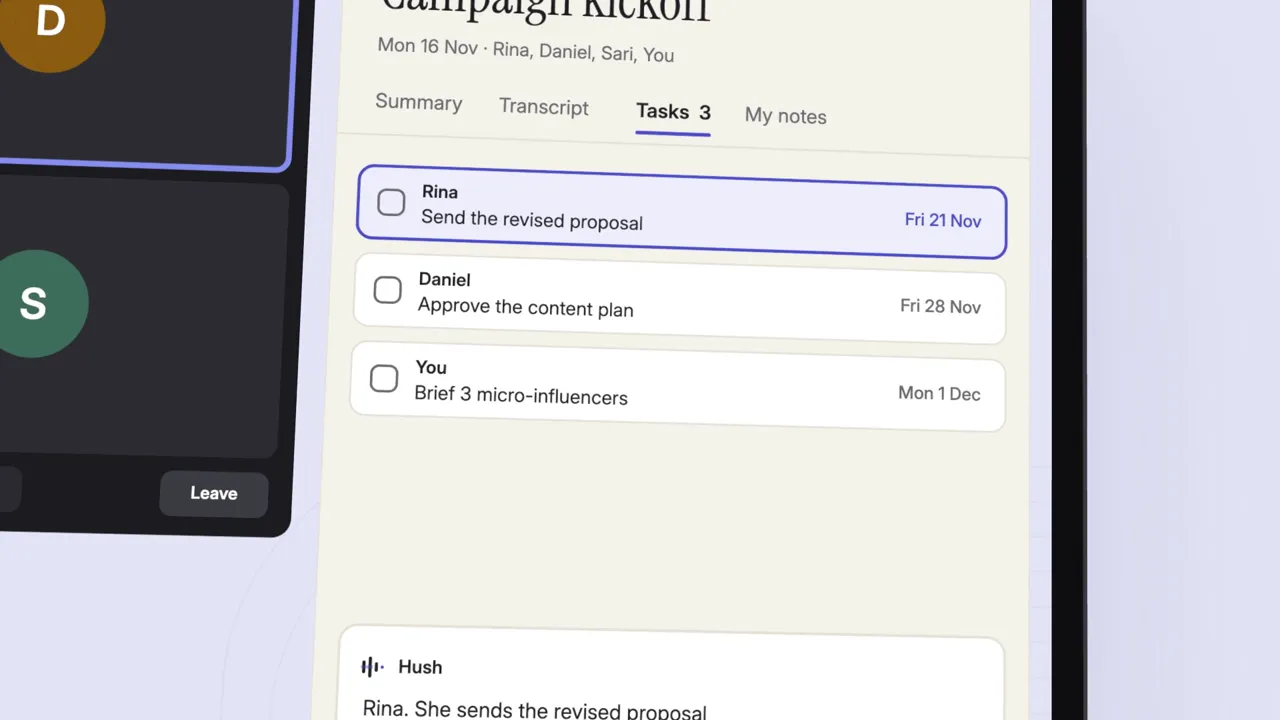 D
S
Leave
Campaign kickoff
Mon 16 Nov · Rina, Daniel, Sari, You
Summary Transcript Tasks 3 My notes
Rina
Send the revised proposal
Fri 21 Nov
Daniel
Approve the content plan
Fri 28 Nov
You
Brief 3 micro-influencers
Mon 1 Dec
Hush
Rina. She sends the revised proposal